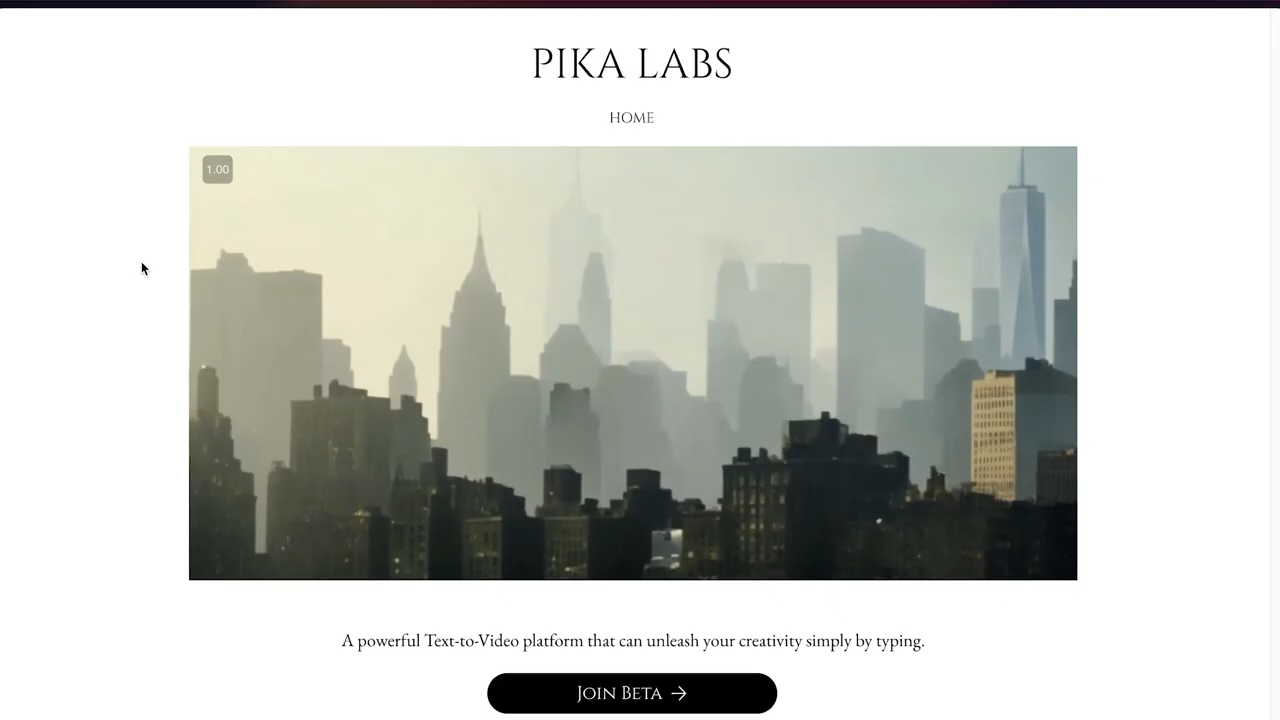 PIKA LABS
HOME
1.00
A powerful Text-to-Video platform that can unleash your creativity simply by typing.
Join Beta →